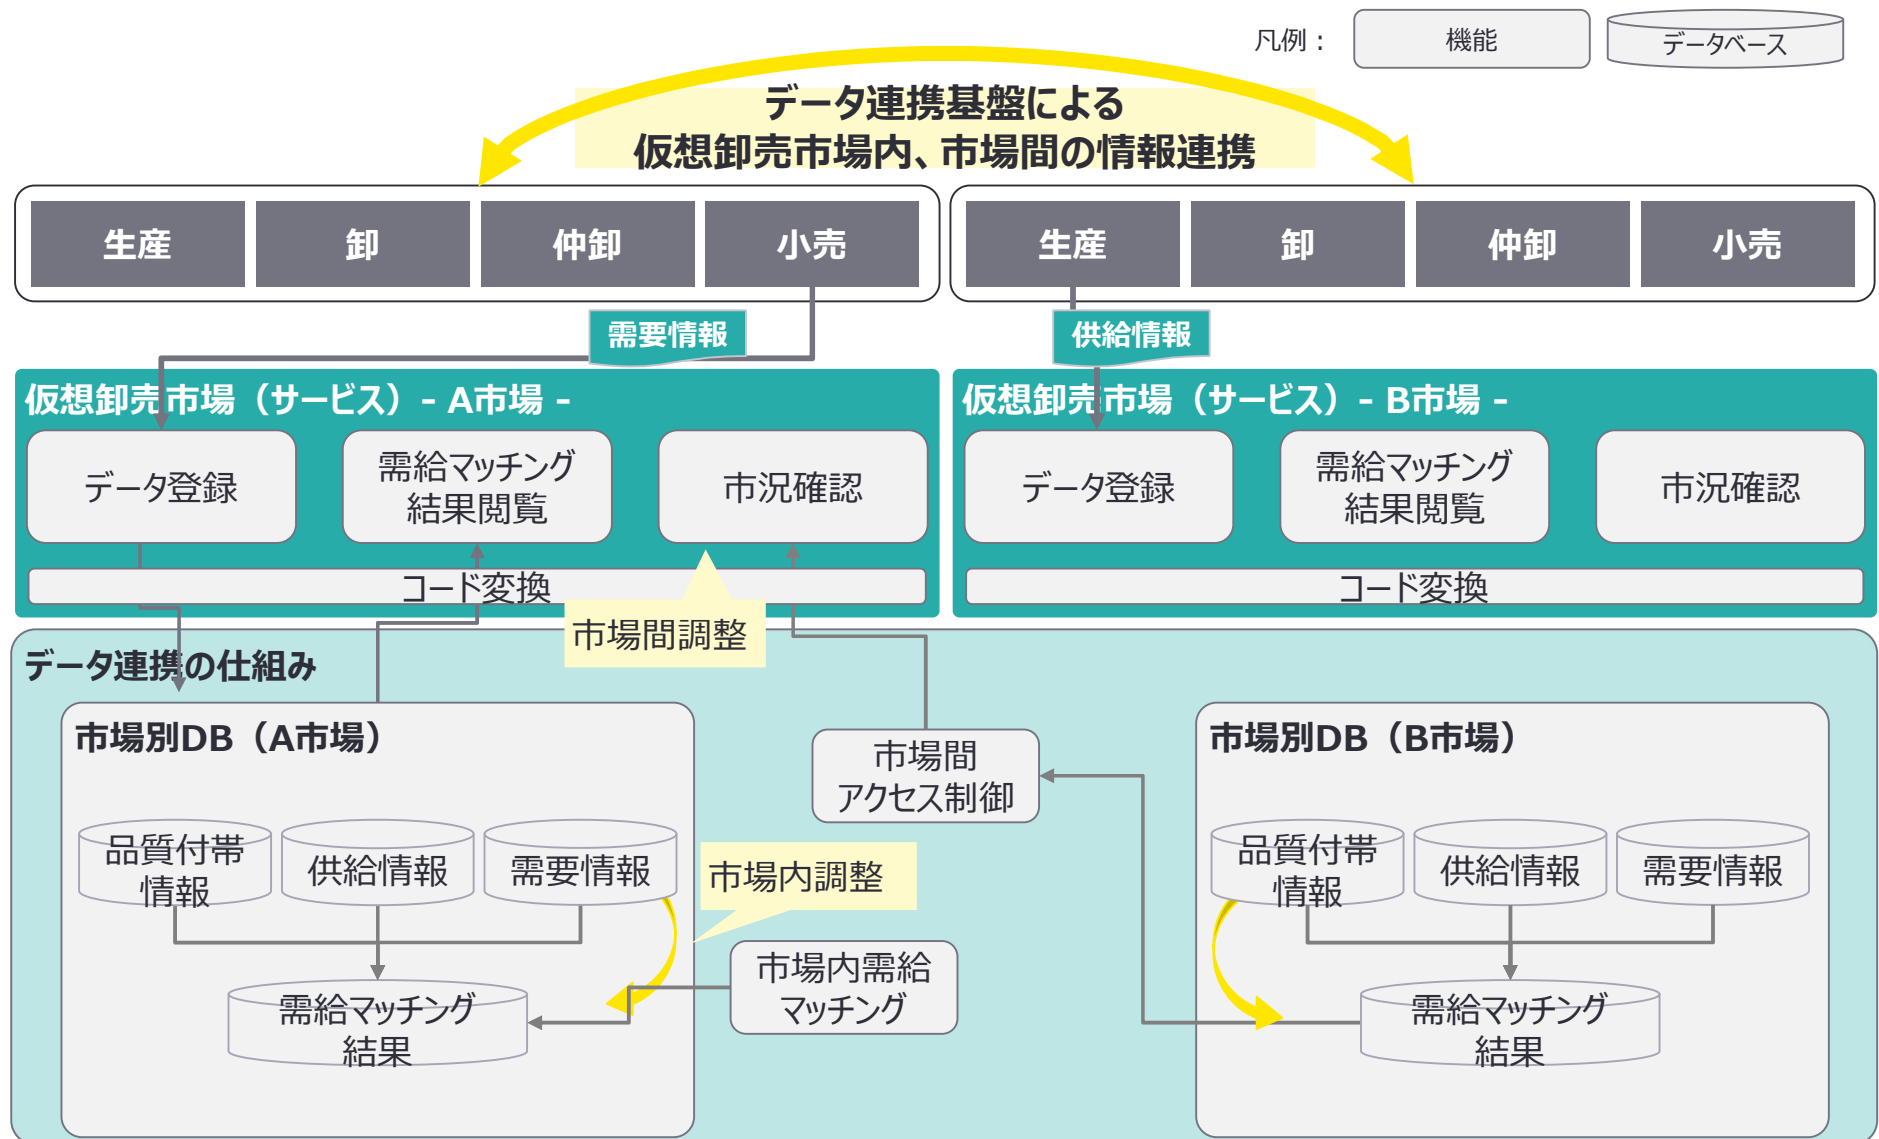 凡例：
機能
データベース
データ連携基盤による
仮想卸売市場内、市場間の情報連携
生産
卸
仲卸
小売
生産
卸
仲卸
小売
需要情報
供給情報
仮想卸売市場（サービス）- A市場 -
データ登録
需給マッチング
結果閲覧
市況確認
コード変換
仮想卸売市場（サービス）- B市場 -
データ登録
需給マッチング
結果閲覧
市況確認
コード変換
市場間調整
データ連携の仕組み
市場別DB（A市場）
品質付帯
情報
供給情報
需要情報
需給マッチング
結果
市場間
アクセス制御
市場内調整
市場内需給
マッチング
市場別DB（B市場）
品質付帯
情報
供給情報
需要情報
需給マッチング
結果